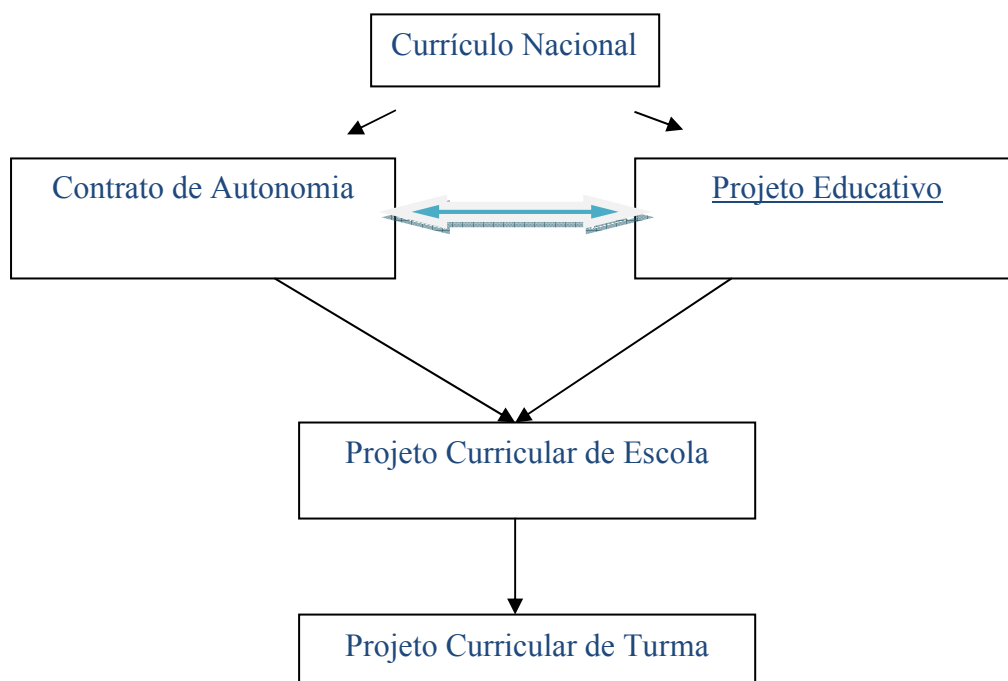 Currículo Nacional
Contrato de Autonomia
Projeto Educativo
Projeto Curricular de Escola
Projeto Curricular de Turma